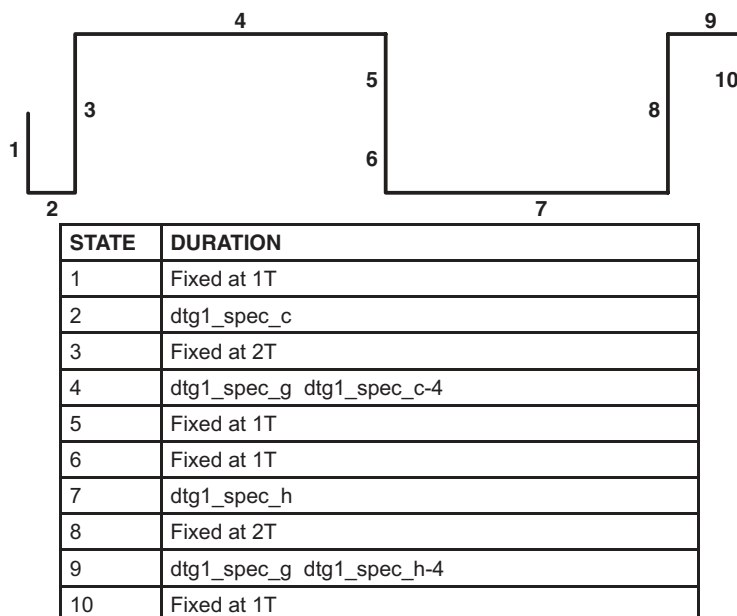 4
9
5
10
3
8
1
6
2
7
STATE DURATION
1 Fixed at 1T
2 dtg1_spec_c
3 Fixed at 2T
4 dtg1_spec_g dtg1_spec_c-4
5 Fixed at 1T
6 Fixed at 1T
7 dtg1_spec_h
8 Fixed at 2T
9 dtg1_spec_g dtg1_spec_h-4
10 Fixed at 1T